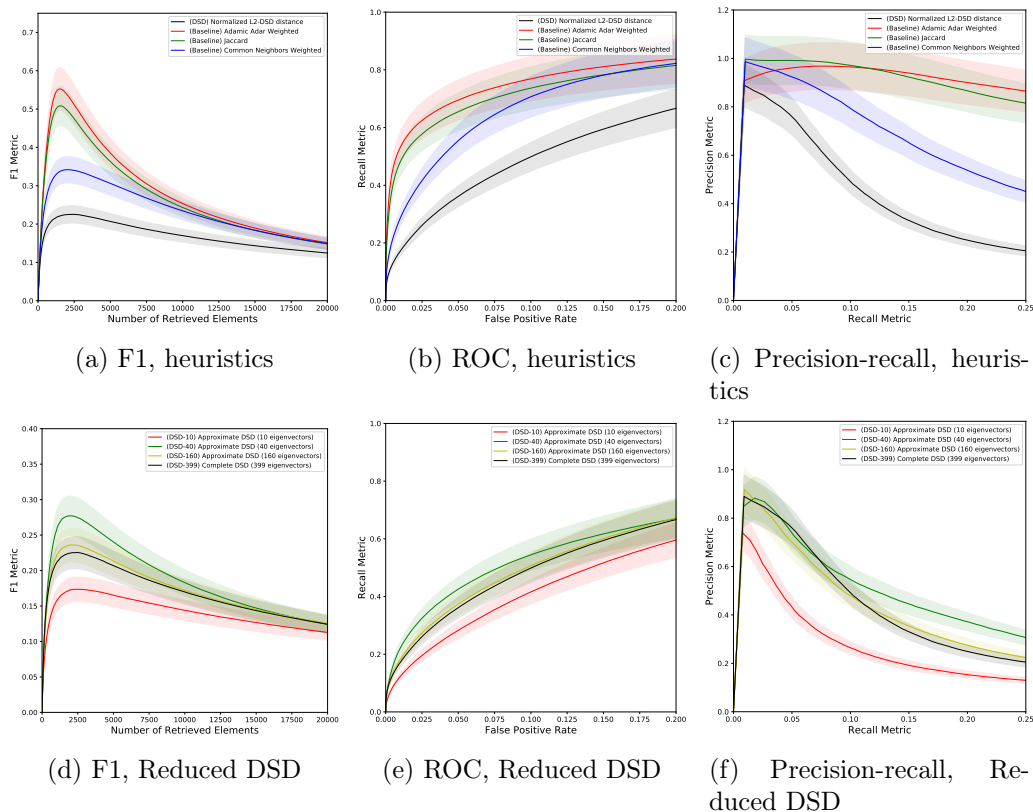 (DSD) Normalized L2-DSD distance
(Baseline) Adamic Adar Weighted
(Baseline) Jaccard
(Baseline) Common Neighbors Weighted
F1 Metric
0.7
0.6
0.5
0.4
0.3
0.2
0.1
0.0
0 2500 5000 7500 10000 12500 15000 17500 20000
Number of Retrieved Elements
(a) F1, heuristics
(DSD) Normalized L2-DSD distance
(Baseline) Adamic Adar Weighted
(Baseline) Jaccard
(Baseline) Common Neighbors Weighted
Recall Metric
1.0
0.8
0.6
0.4
0.2
0.0
0.000 0.025 0.050 0.075 0.100 0.125 0.150 0.175 0.200
False Positive Rate
(b) ROC, heuristics
(DSD) Normalized L2-DSD distance
(Baseline) Adamic Adar Weighted
(Baseline) Jaccard
(Baseline) Common Neighbors Weighted
Precision Metric
1.2
1.0
0.8
0.6
0.4
0.2
0.0
0.00 0.05 0.10 0.15 0.20 0.25
Recall Metric
(c) Precision-recall, heuris-
tics
(DSD-10) Approximate DSD (10 eigenvectors)
(DSD-40) Approximate DSD (40 eigenvectors)
(DSD-160) Approximate DSD (160 eigenvectors)
(DSD-399) Complete DSD (399 eigenvectors)
F1 Metric
0.40
0.35
0.30
0.25
0.20
0.15
0.10
0.05
0.00
0 2500 5000 7500 10000 12500 15000 17500 20000
Number of Retrieved Elements
(d) F1, Reduced DSD
(DSD-10) Approximate DSD (10 eigenvectors)
(DSD-40) Approximate DSD (40 eigenvectors)
(DSD-160) Approximate DSD (160 eigenvectors)
(DSD-399) Complete DSD (399 eigenvectors)
Recall Metric
1.0
0.8
0.6
0.4
0.2
0.0
0.000 0.025 0.050 0.075 0.100 0.125 0.150 0.175 0.200
False Positive Rate
(e) ROC, Reduced DSD
(DSD-10) Approximate DSD (10 eigenvectors)
(DSD-40) Approximate DSD (40 eigenvectors)
(DSD-160) Approximate DSD (160 eigenvectors)
(DSD-399) Complete DSD (399 eigenvectors)
Precision Metric
1.2
1.0
0.8
0.6
0.4
0.2
0.0
0.00 0.05 0.10 0.15 0.20 0.25
Recall Metric
(f) Precision-recall, Re-
duced DSD